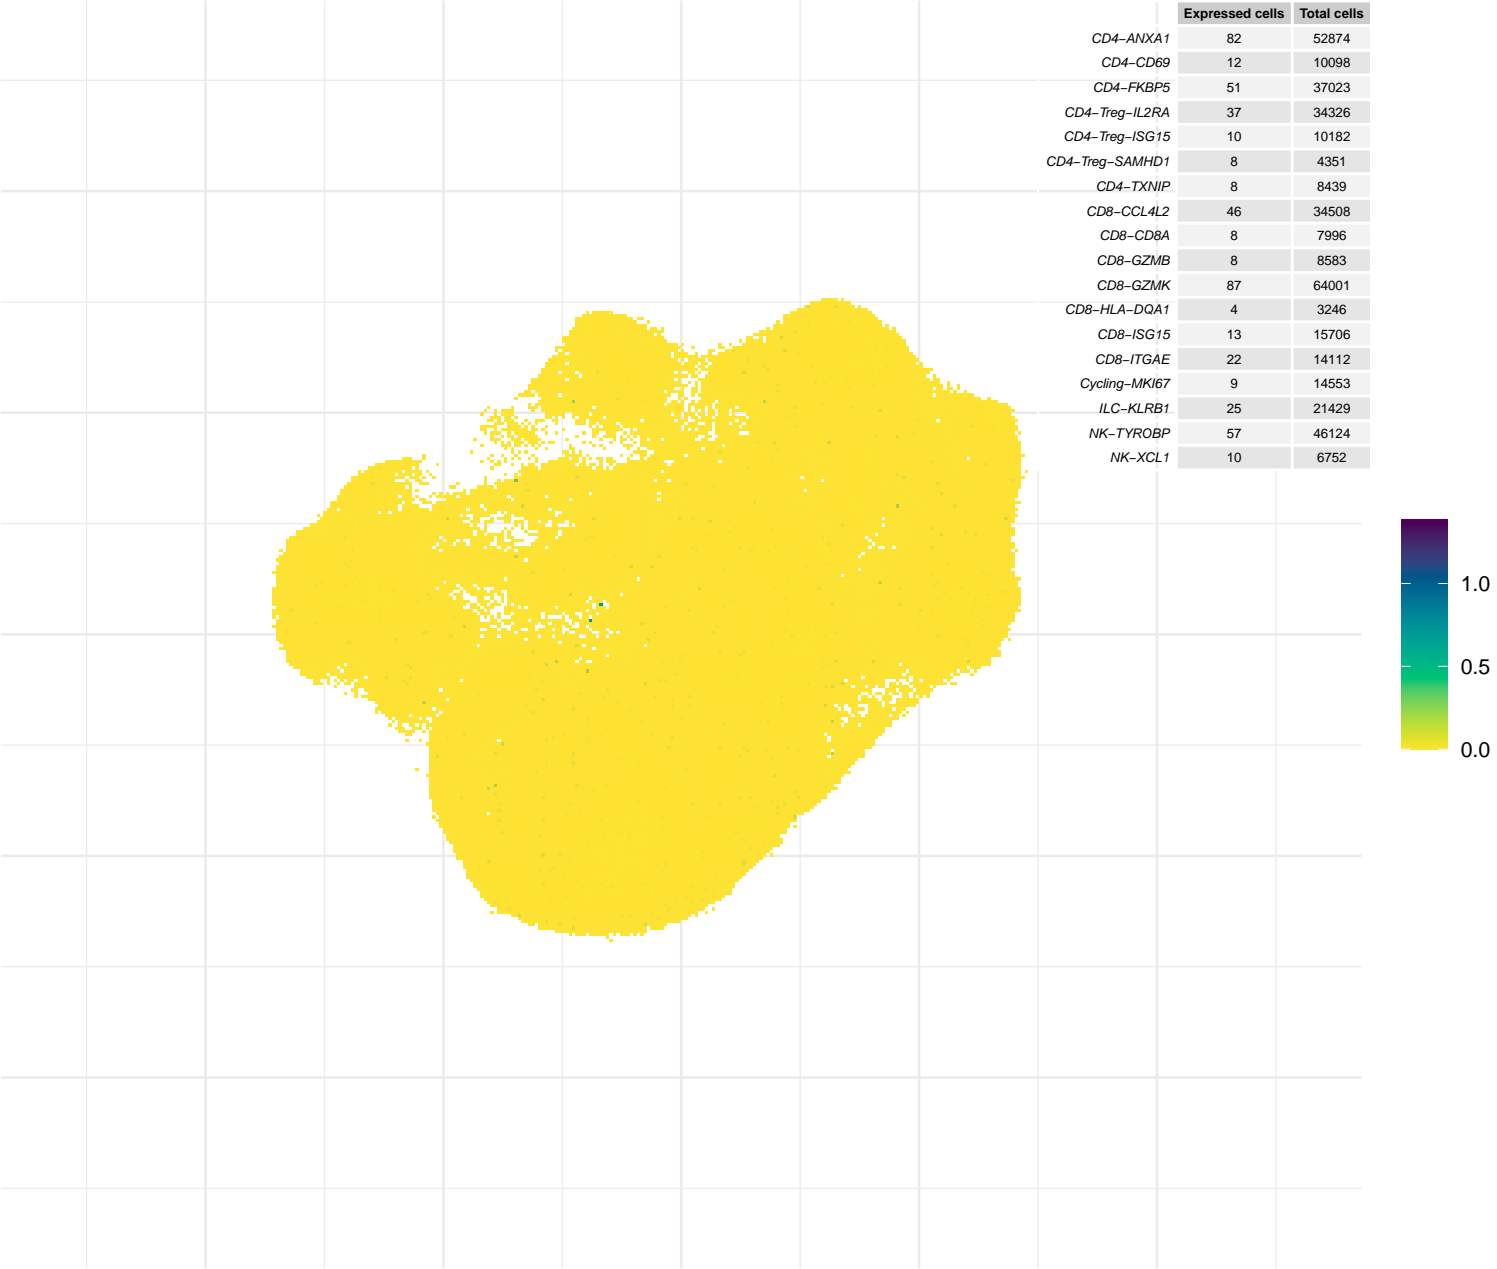 Expressed cells Total cells
CD4−ANXA1 82 52874
CD4−CD69 12 10098
CD4−FKBP5 51 37023
CD4−Treg−IL2RA 37 34326
CD4−Treg−ISG15 10 10182
CD4−Treg−SAMHD1 8 4351
CD4−TXNIP 8 8439
CD8−CCL4L2 46 34508
CD8−CD8A 8 7996
CD8−GZMB 8 8583
CD8−GZMK 87 64001
CD8−HLA−DQA1 4 3246
CD8−ISG15 13 15706
CD8−ITGAE 22 14112
Cycling−MKI67 9 14553
ILC−KLRB1 25 21429
NK−TYROBP 57 46124
NK−XCL1 10 6752
1.0
0.5
0.0